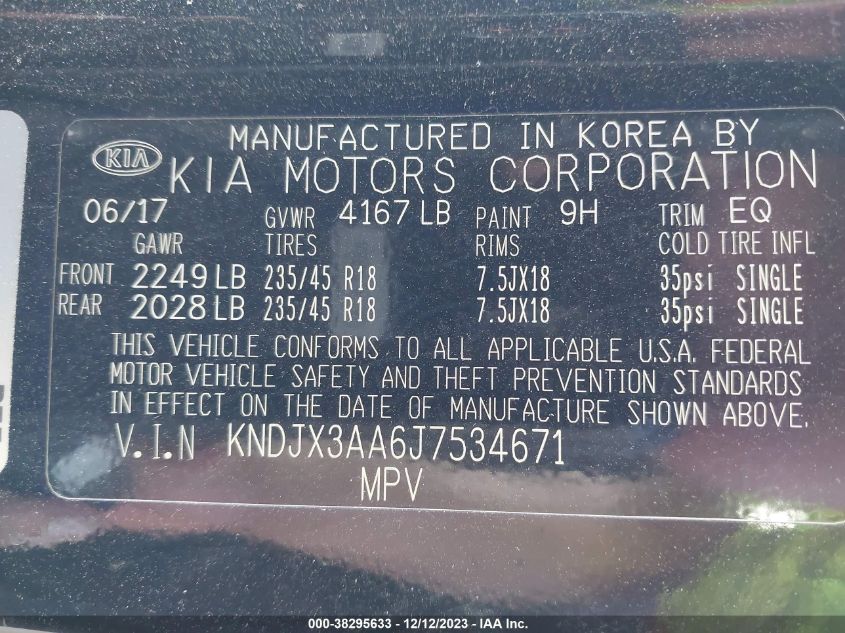 MANUFACTURED IN KOREA BY
KIA KIA MOTORS CORPORATION
06/17 GVWR 4167 LB PAINT 9H TRIM EQ
GAWR TIRES RIMS COLD TIRE INFL
FRONT 2249 LB 235/45 R18 7.5JX18 35psi SINGLE
REAR 2028 LB 235/45 R18 7.5JX18 35psi SINGLE
THIS VEHICLE CONFORMS TO ALL APPLICABLE U.S.A. FEDERAL
MOTOR VEHICLE SAFETY AND THEFT PREVENTION STANDARDS
IN EFFECT ON THE DATE OF MANUFACTURE SHOWN ABOVE.
V.I.N KNDJX3AA6J7534671
MPV
000-38295633 - 12/12/2023 - IAA Inc.